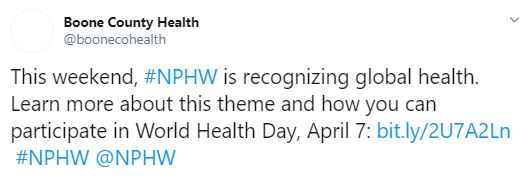 Boone County Health
@boonecohealth
This weekend, #NPHW is recognizing global health.
Learn more about this theme and how you can
participate in World Health Day, April 7: bit.ly/2U7A2Ln
#NPHW @NPHW